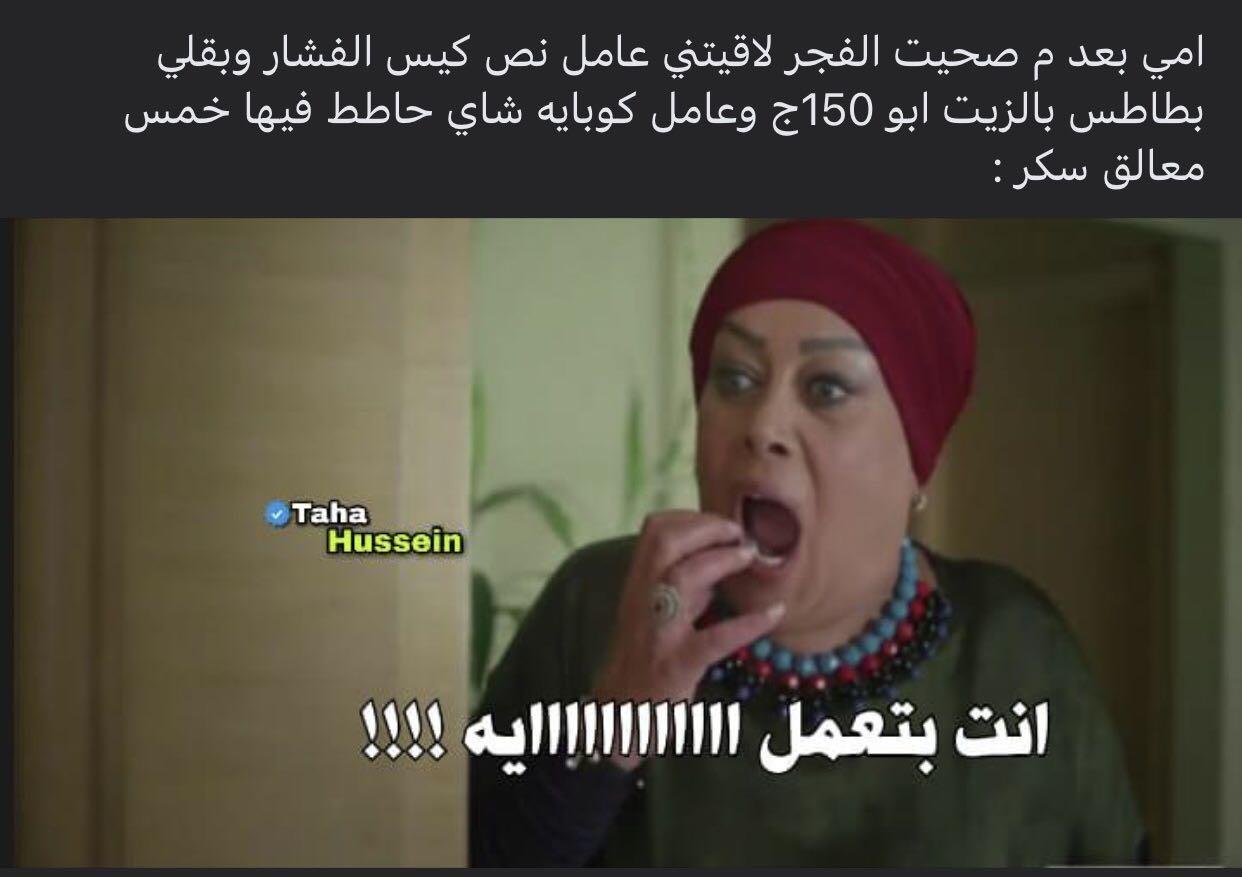 امي بعد م صحيت الفجر لاقيتني عامل نص كيس الفشار وبقلي
بطاطس بالزيت ابو 150ج وعامل كوبايه شاي حاطط فيها خمس
معالق سكر :
Taha
Hussein
انت بتعمل اااااااااااااايه !!!!